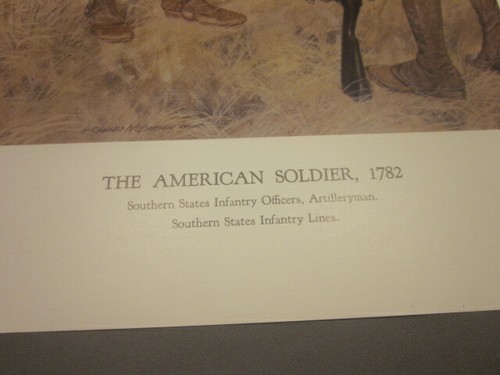 THE AMERICAN SOLDIER, 1782
Southern States Infantry Officers, Artilleryman.
Southern States Infantry Lines.